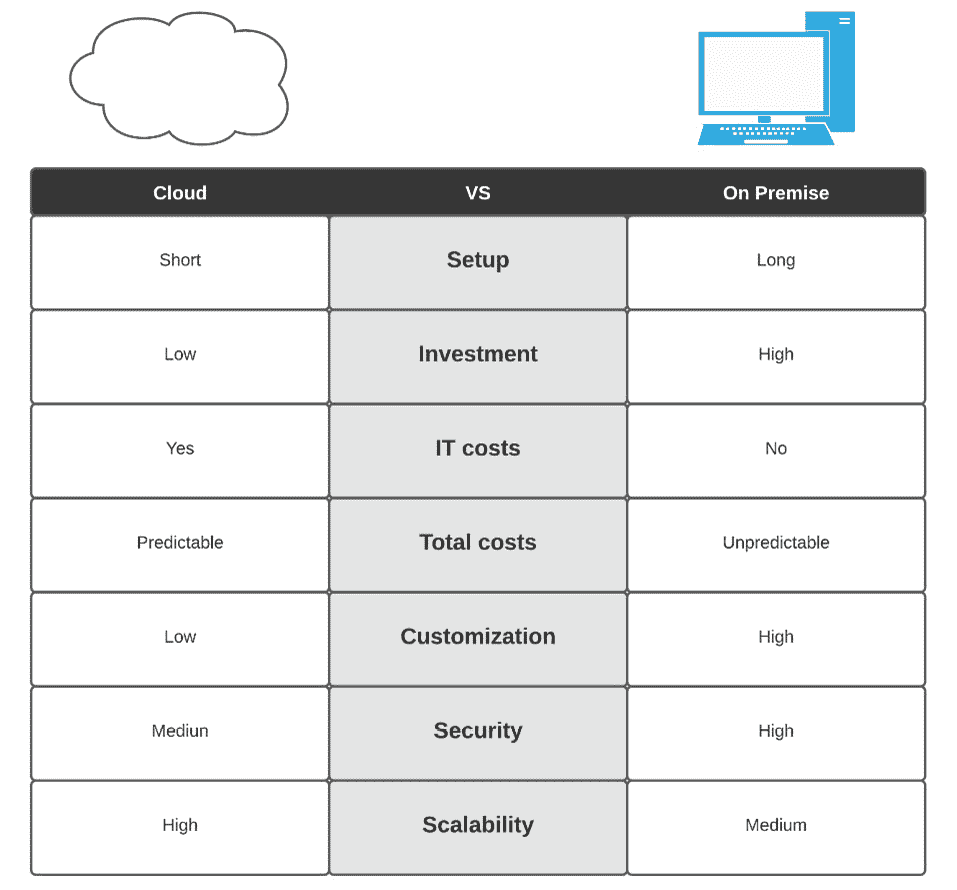 Cloud VS On Premise
Short Setup Long
Low Investment High
Yes IT costs No
Predictable Total costs Unpredictable
Low Customization High
Mediun Security High
High Scalability Medium